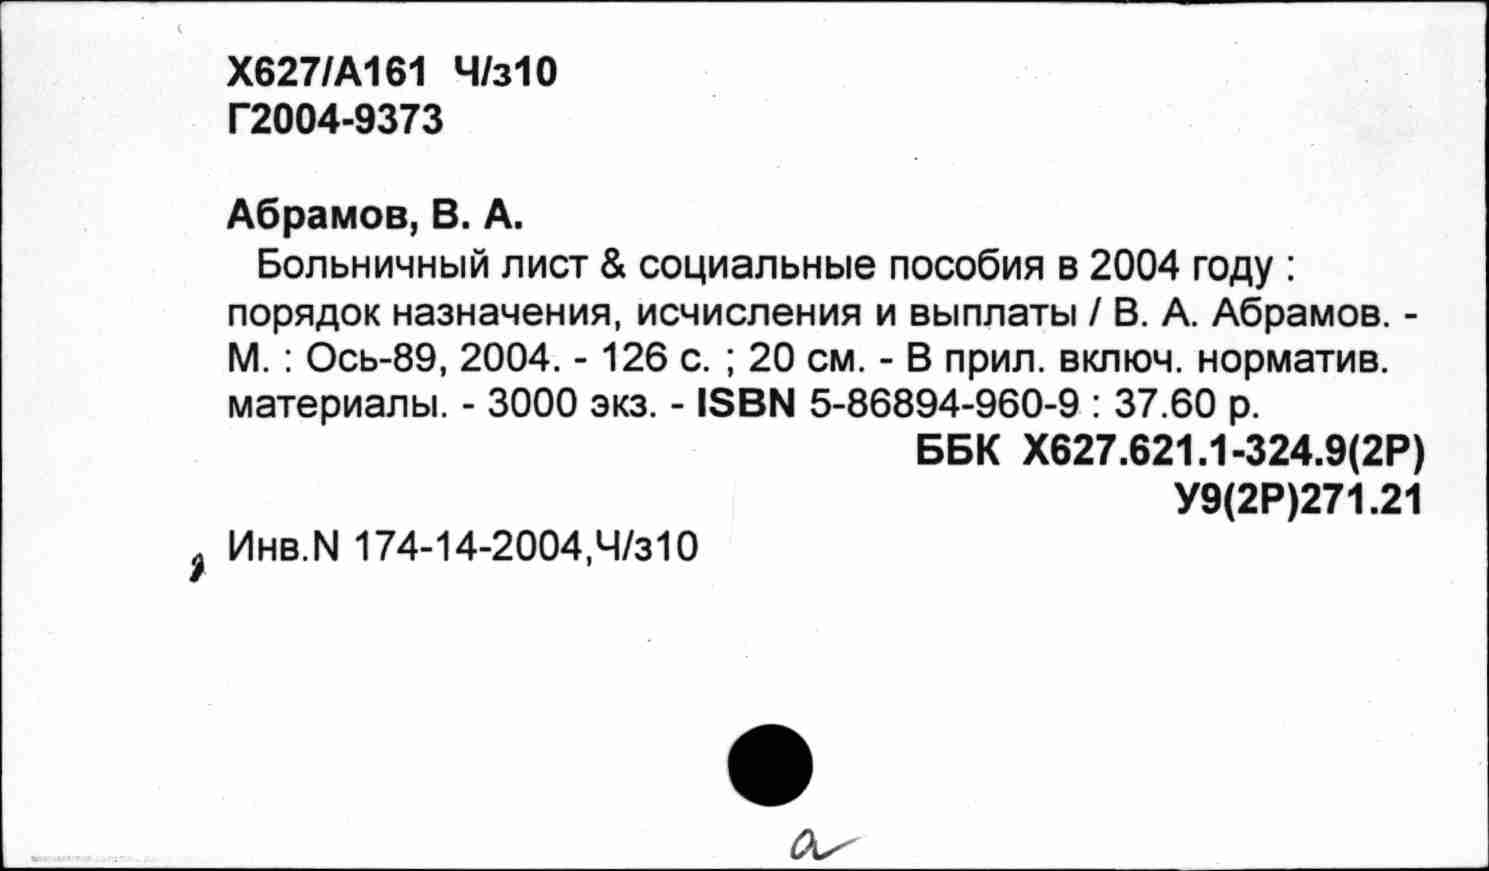 Х627/А161 Ч/з10
Г2004-9373
Абрамов, В. А.
Больничный лист & социальные пособия в 2004 году :
порядок назначения, исчисления и выплаты / В. А. Абрамов. -
М. : Ось-89, 2004. - 126 с. ; 20 см. - В прил. включ. норматив.
материалы. - 3000 экз. - ISBN 5-86894-960-9 : 37.60 р.
ББК Х627.621.1-324.9(2Р)
У9(2Р)271.21
Инв.N 174-14-2004,Ч/з10
а